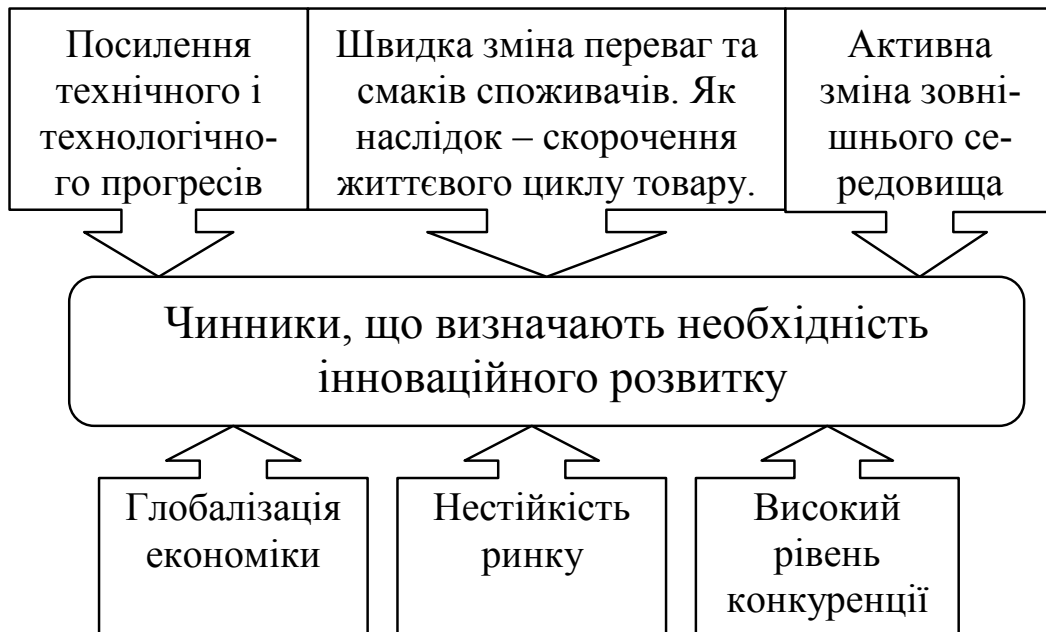 Посилення
технічного і
технологічно-
го прогресів
Швидка зміна переваг та
смаків споживачів. Як
наслідок – скорочення
життєвого циклу товару.
Активна
зміна зовні-
шнього се-
редовища
Чинники, що визначають необхідність
інноваційного розвитку
Глобалізація
економіки
Нестійкість
ринку
Високий
рівень
конкуренції